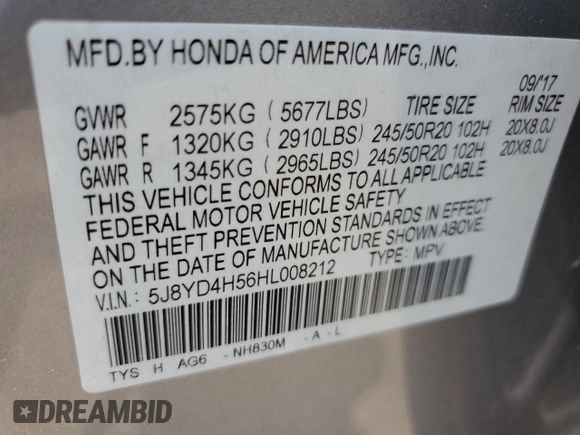 MFD.BY HONDA OF AMERICA MFG.,INC.
09/'17
GVWR 2575KG ( 5677LBS) TIRE SIZE RIM SIZE
GAWR F 1320KG ( 2910LBS) 245/50R20 102H 20X8.0J
GAWR R 1345KG ( 2965LBS) 245/50R20 102H 20X8.0J
THIS VEHICLE CONFORMS TO ALL APPLICABLE
FEDERAL MOTOR VEHICLE SAFETY
AND THEFT PREVENTION STANDARDS IN EFFECT
ON THE DATE OF MANUFACTURE SHOWN ABOVE.
V.I.N.: 5J8YD4H56HL008212 TYPE: MPV
TYS H AG6 - NH830M - A - L
DREAMBID